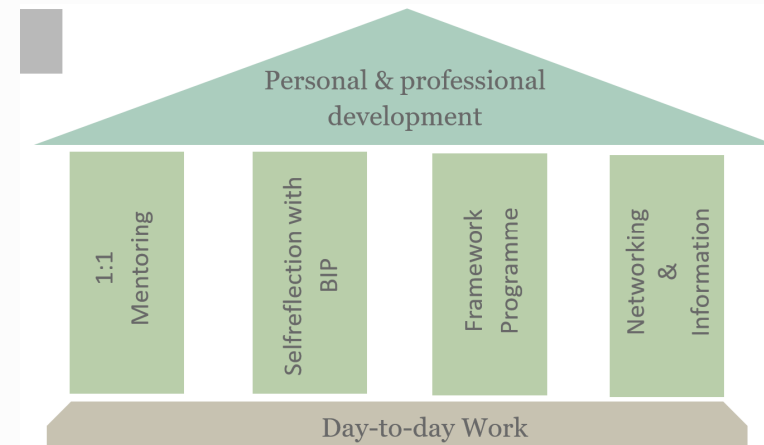 Personal & professional
development
1:1
Mentoring
Selfreflection with
BIP
Framework
Programme
Networking
&
Information
Day-to-day Work